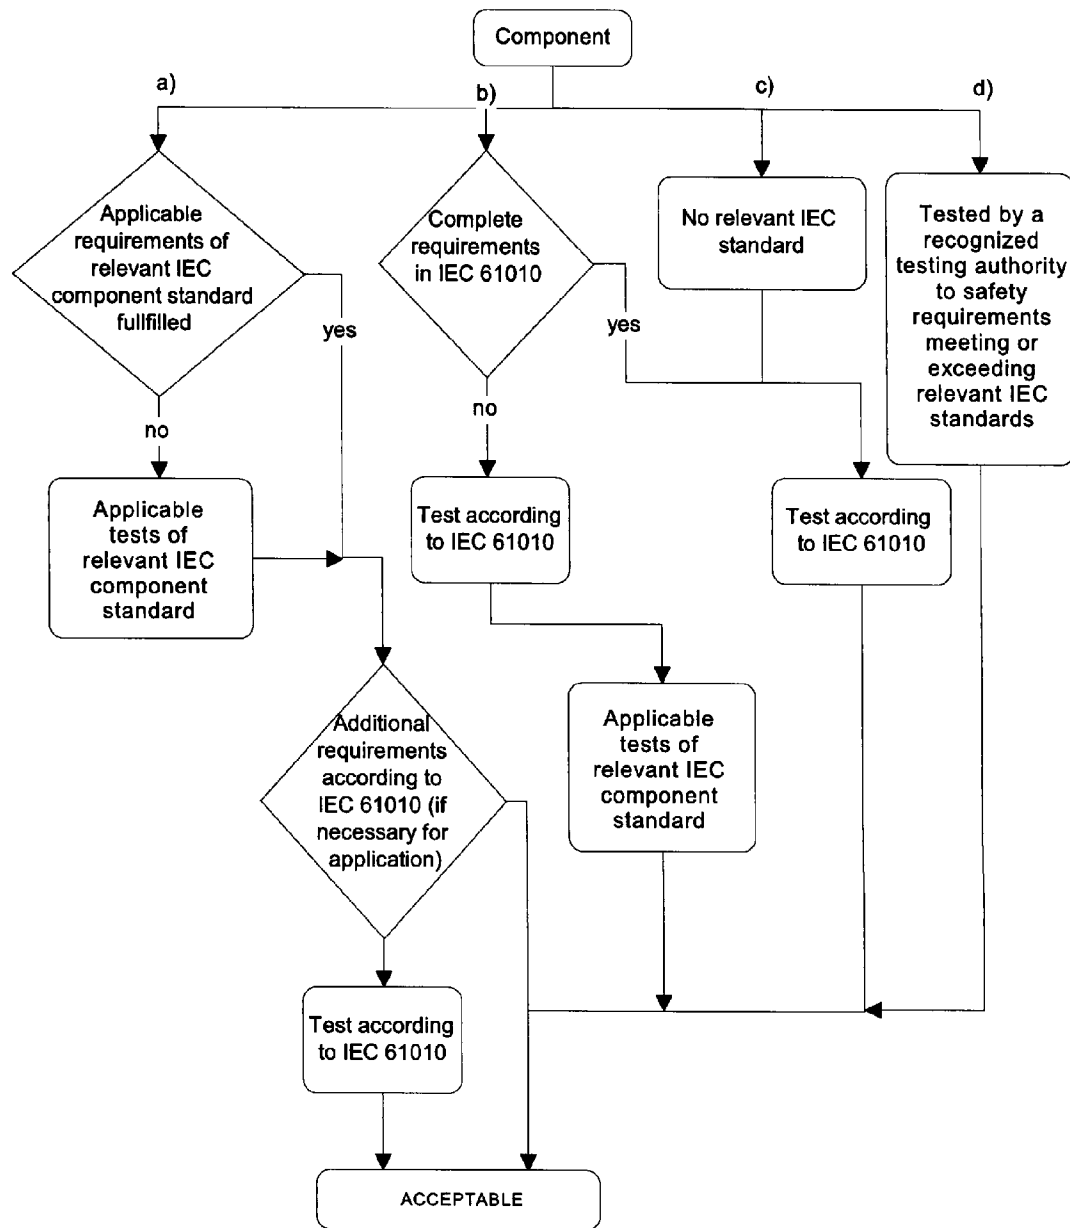 Component
a)
b)
c)
d)
Applicable
requirements of
relevant IEC
component standard
fullfilled
Complete
requirements
in IEC 61010
No relevant IEC
standard
Tested by a
recognized
testing authority
to safety
requirements
meeting or
exceeding
relevant IEC
standards
yes
yes
no
no
Applicable
tests of
relevant IEC
component
standard
Test according
to IEC 61010
Test according
to IEC 61010
Additional
requirements
according to
IEC 61010 (if
necessary for
application)
Applicable
tests of
relevant IEC
component
standard
Test according
to IEC 61010
ACCEPTABLE